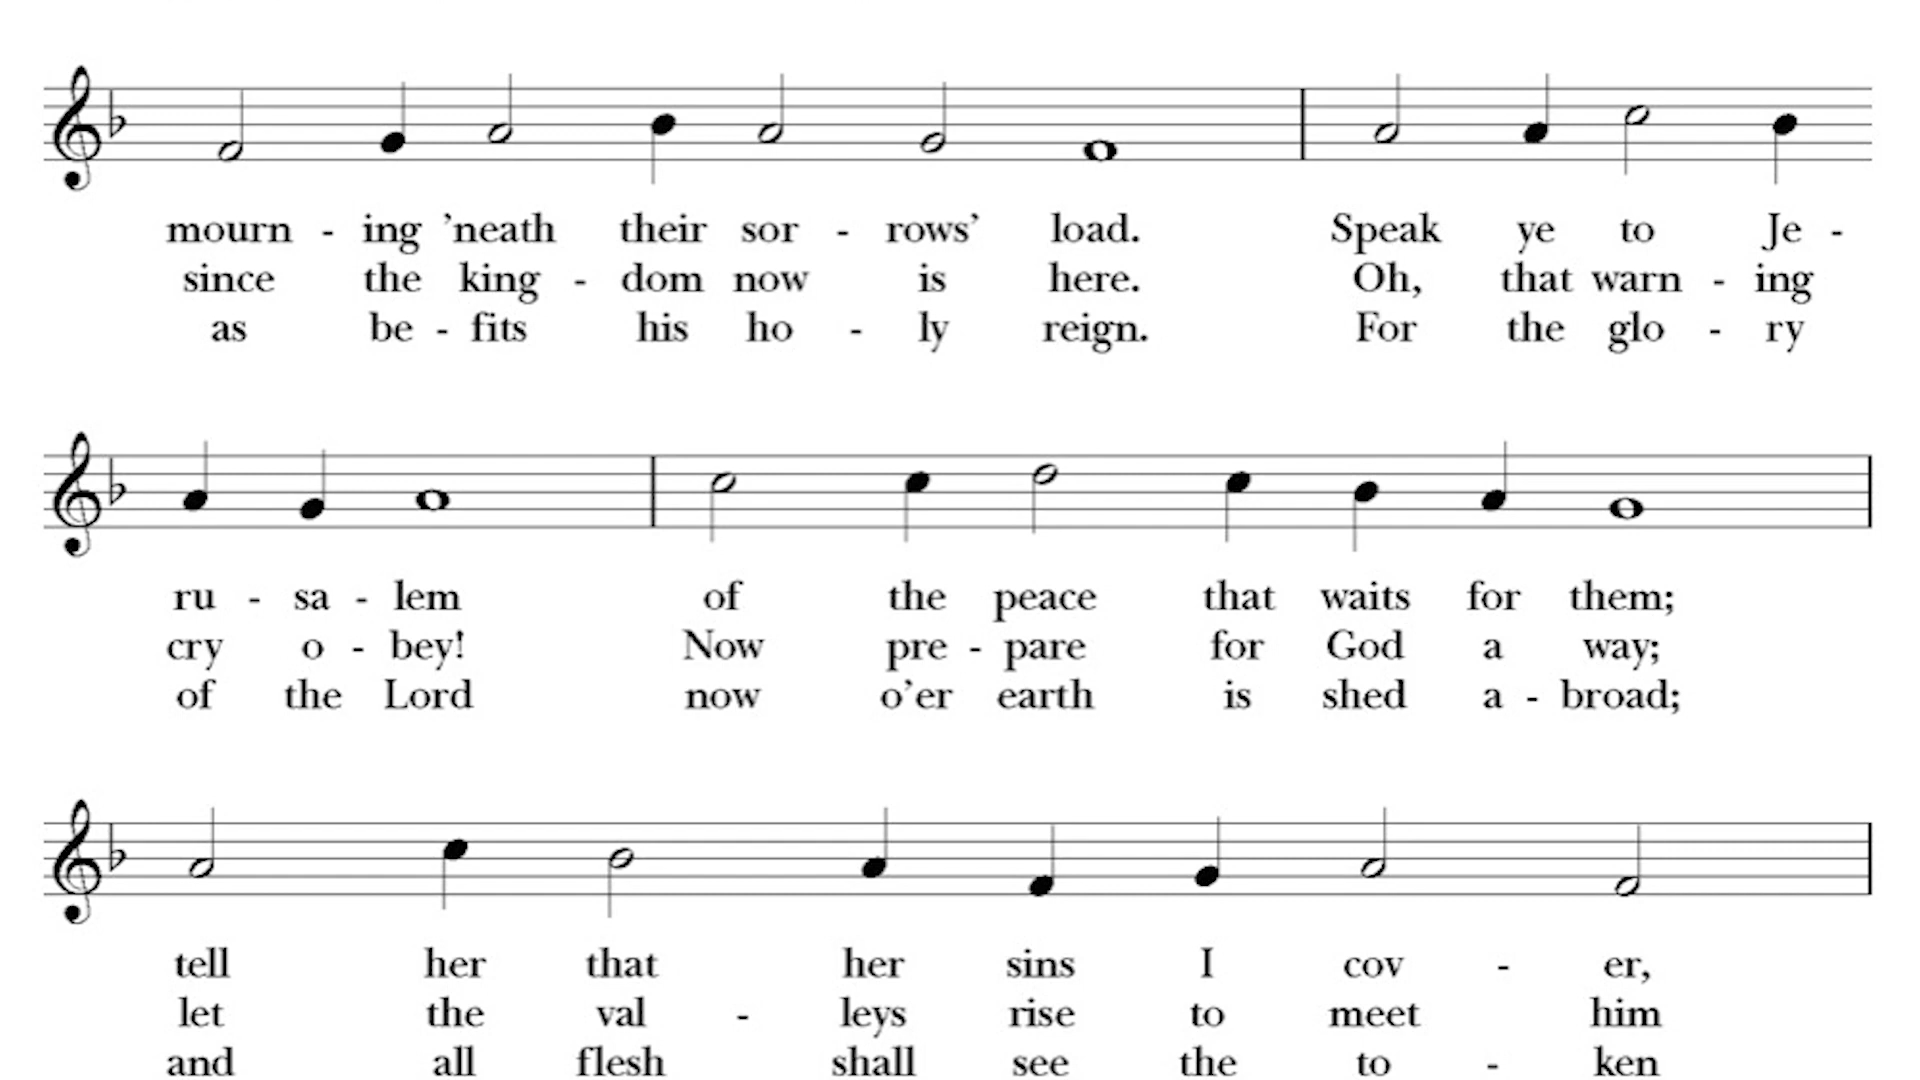 mourn - ing ’neath their sor - rows’ load. Speak ye to Je -
since the king - dom now is here. Oh, that warn - ing
as be - fits his ho - ly reign. For the glo - ry
ru - sa - lem of the peace that waits for them;
cry o - bey! Now pre - pare for God a way;
of the Lord now o’er earth is shed a - broad;
tell her that her sins I cov - er,
let the val - leys rise to meet him
and all flesh shall see the to - ken